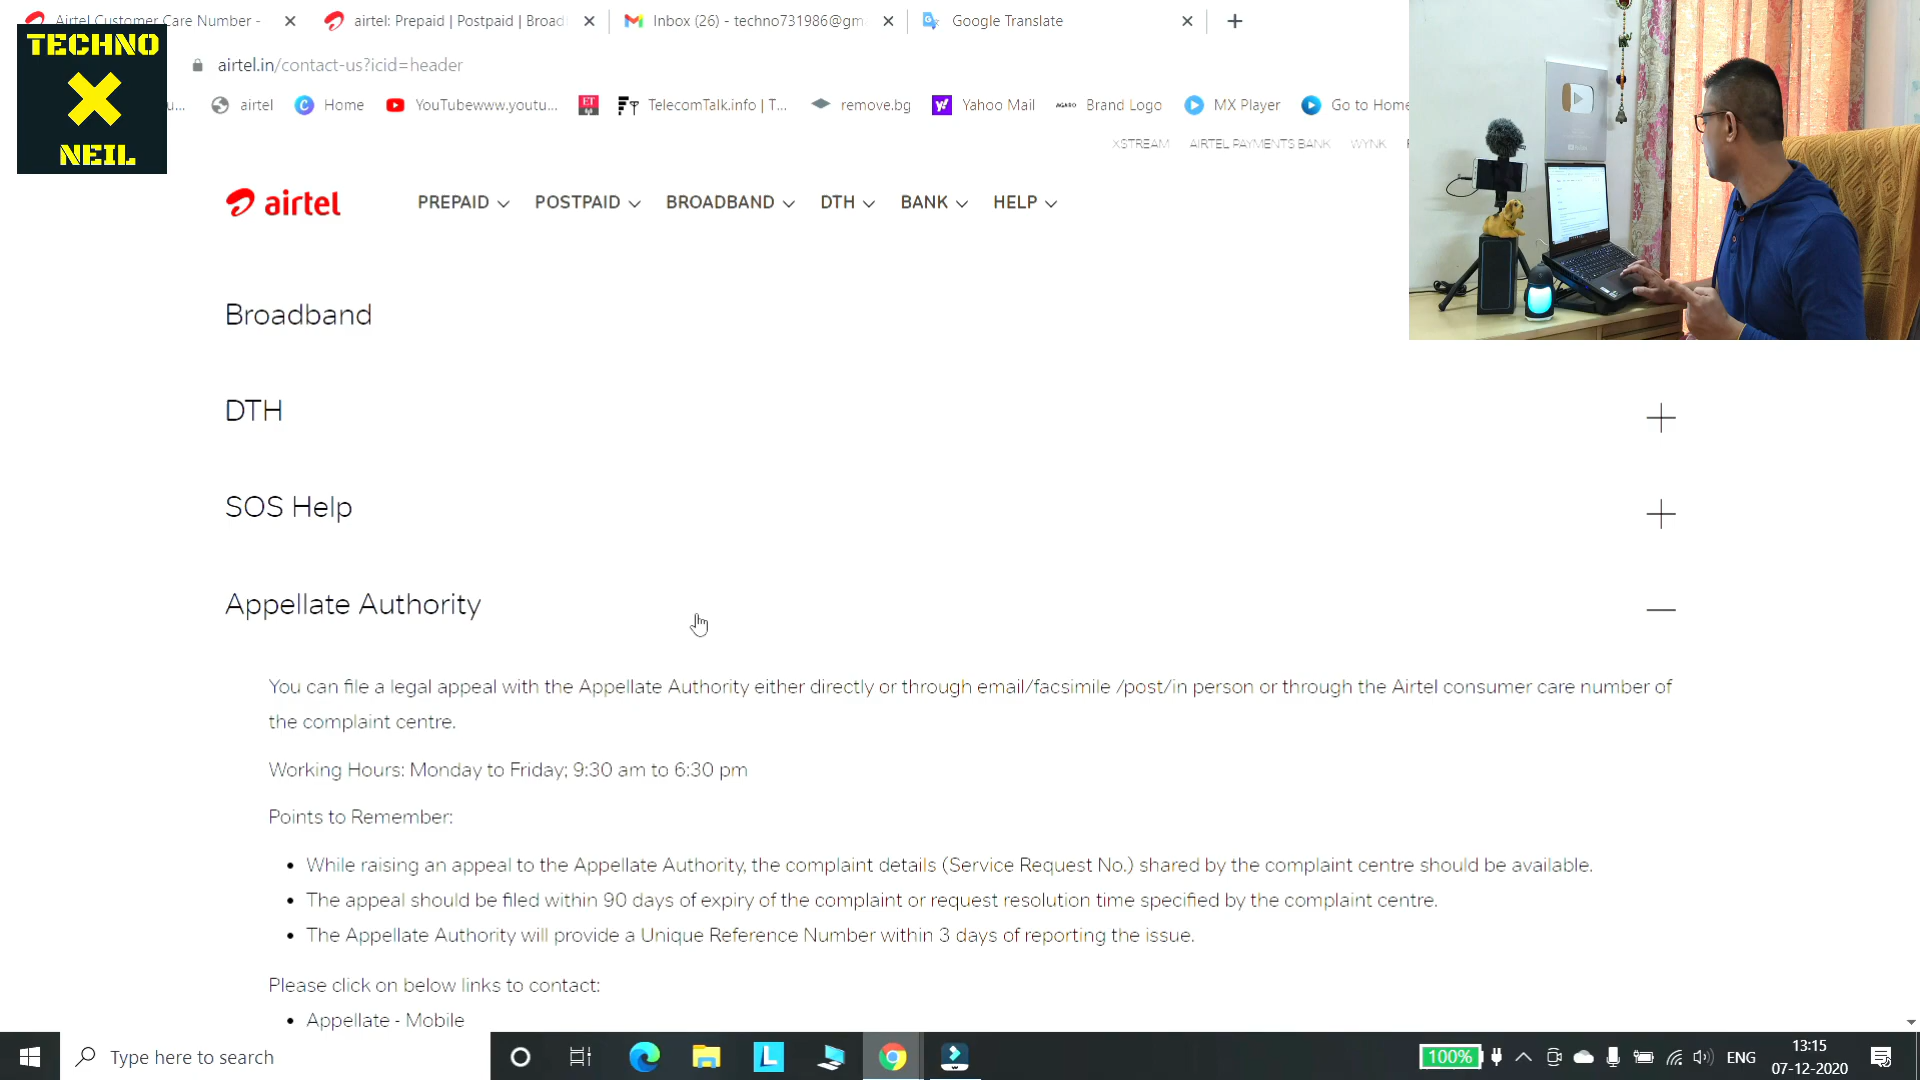 Airtel Customer Care Number -
airtel: Prepaid | Postpaid | Broad
Inbox (26) - techno731986@gm
Google Translate
TECHNO
NEIL
airtel.in/contact-us?icid=header
u...
airtel
Home
YouTubewww.youtu...
ET
TelecomTalk.info | T...
remove.bg
Yahoo Mail
AGARO
Brand Logo
MX Player
Go to Home
XSTREAM
AIRTEL PAYMENTS BANK
WYNK
airtel
PREPAID
POSTPAID
BROADBAND
DTH
BANK
HELP
Broadband
DTH
SOS Help
Appellate Authority
You can file a legal appeal with the Appellate Authority either directly or through email/facsimile /post/in person or through the Airtel consumer care number of
the complaint centre.
Working Hours: Monday to Friday; 9:30 am to 6:30 pm
Points to Remember:
• While raising an appeal to the Appellate Authority, the complaint details (Service Request No.) shared by the complaint centre should be available.
• The appeal should be filed within 90 days of expiry of the complaint or request resolution time specified by the complaint centre.
• The Appellate Authority will provide a Unique Reference Number within 3 days of reporting the issue.
Please click on below links to contact:
• Appellate - Mobile
Type here to search
L
100%
ENG
13:15
07-12-2020